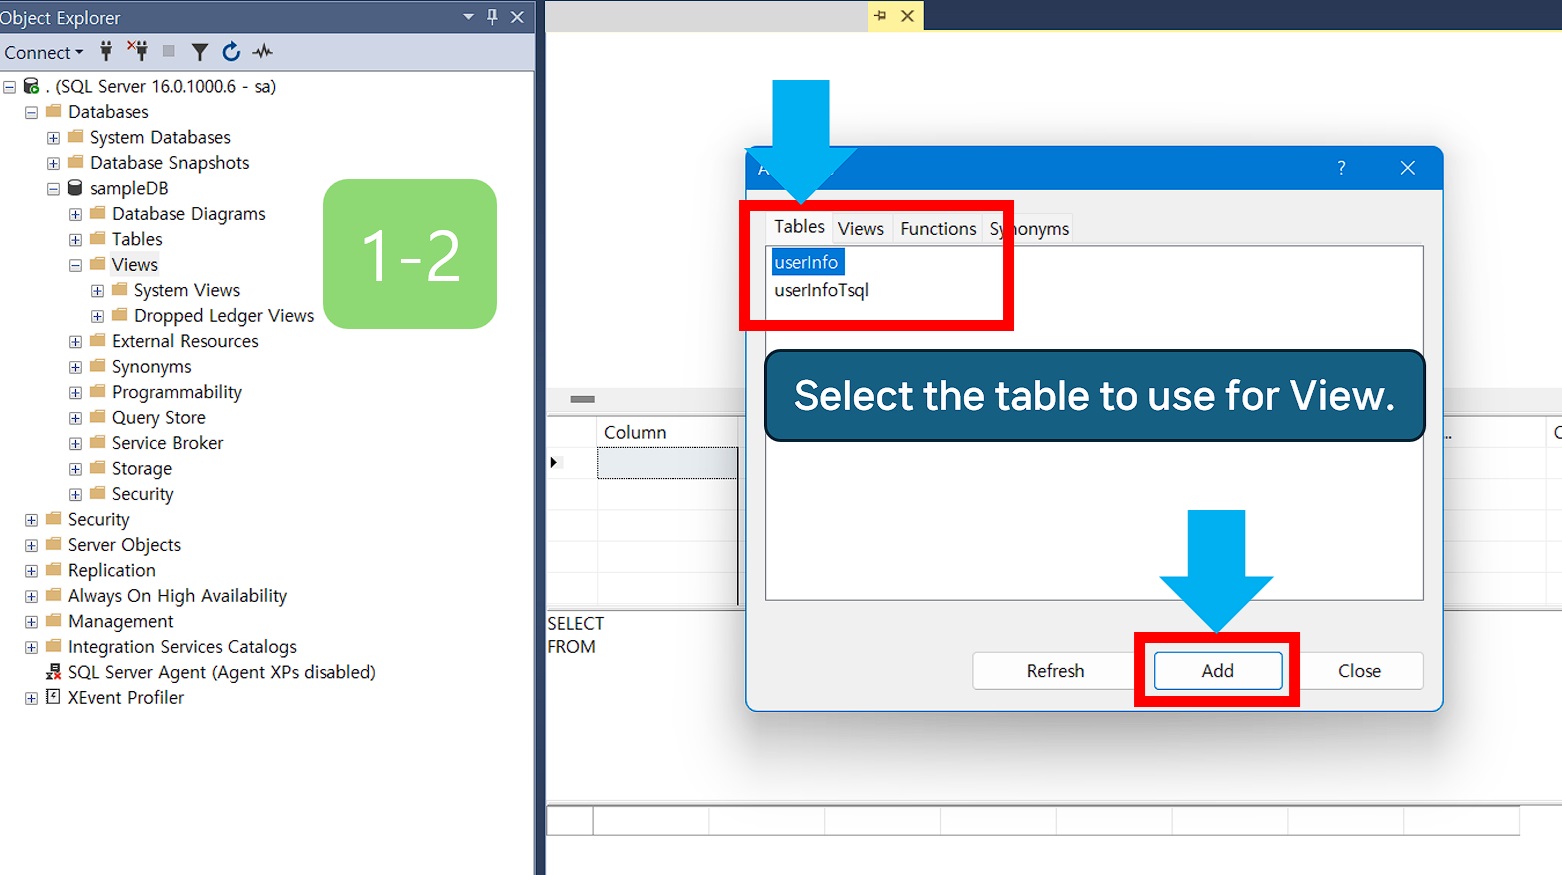 Object Explorer
Connect
. (SQL Server 16.0.1000.6 - sa)
Databases
System Databases
Database Snapshots
sampleDB
Database Diagrams
Tables
Views
System Views
Dropped Ledger Views
External Resources
Synonyms
Programmability
Query Store
Service Broker
Storage
Security
Security
Server Objects
Replication
Always On High Availability
Management
Integration Services Catalogs
SQL Server Agent (Agent XPs disabled)
XEvent Profiler
1-2
?
Tables Views Functions Synonyms
userInfo
userInfoTsql
Select the table to use for View.
Column
SELECT
FROM
Refresh Add Close